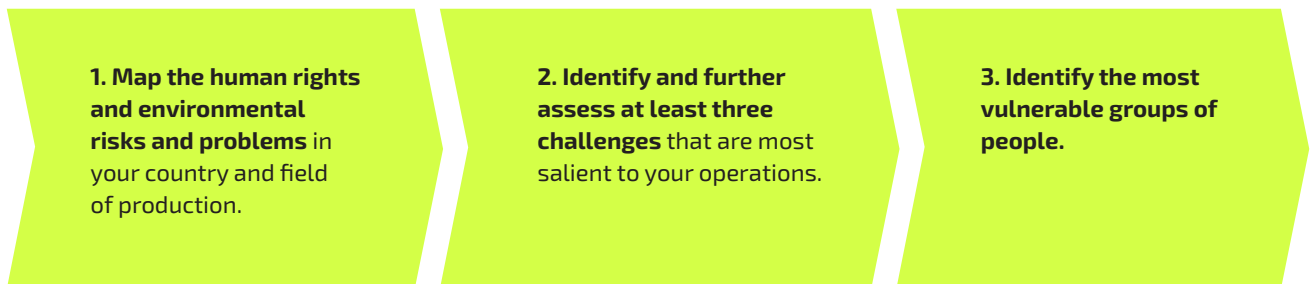 1. Map the human rights
and environmental
risks and problems in
your country and field
of production.
2. Identify and further
assess at least three
challenges that are most
salient to your operations.
3. Identify the most
vulnerable groups of
people.